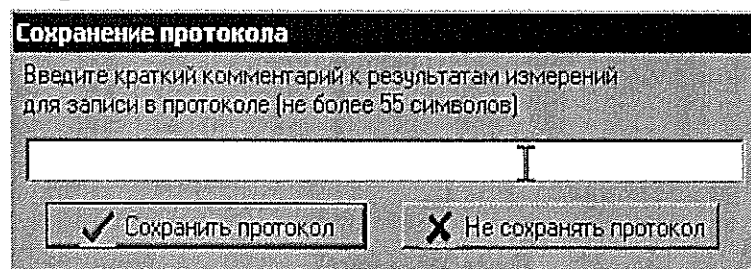 Сохранение протокола
Введите краткий комментарий к результатам измерений
для записи в протоколе (не более 55 символов)
Сохранить протокол
Не сохранять протокол